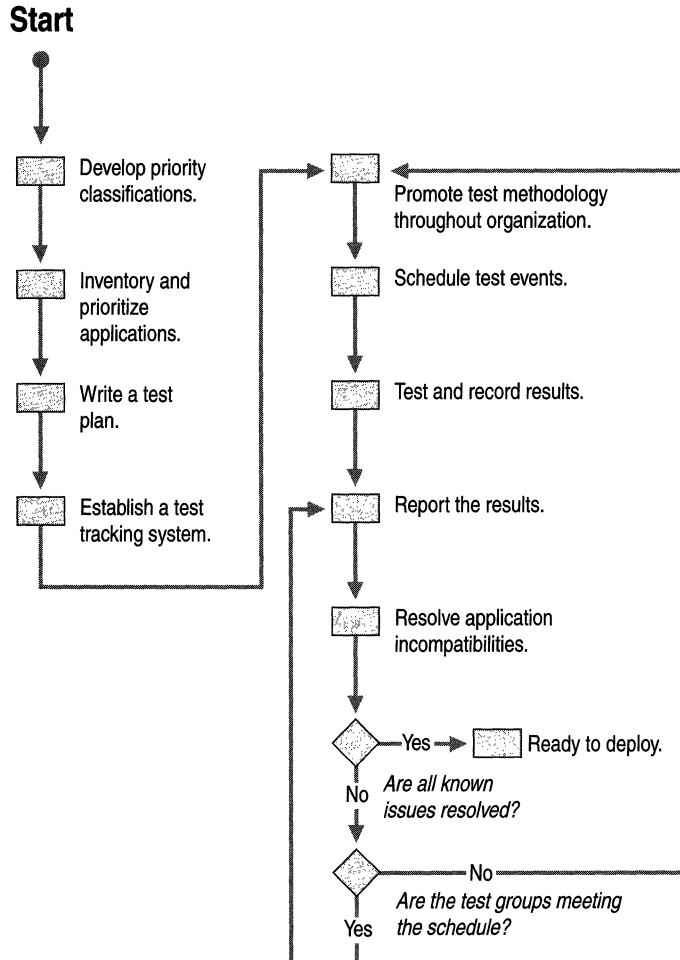 Start
Develop priority
classifications.
Inventory and
prioritize
applications.
Write a test
plan.
Establish a test
tracking system.
Promote test methodology
throughout organization.
Schedule test events.
Test and record results.
Report the results.
Resolve application
incompatibilities.
Yes
Ready to deploy.
No
Are all known
issues resolved?
No
Are the test groups meeting
the schedule?
Yes